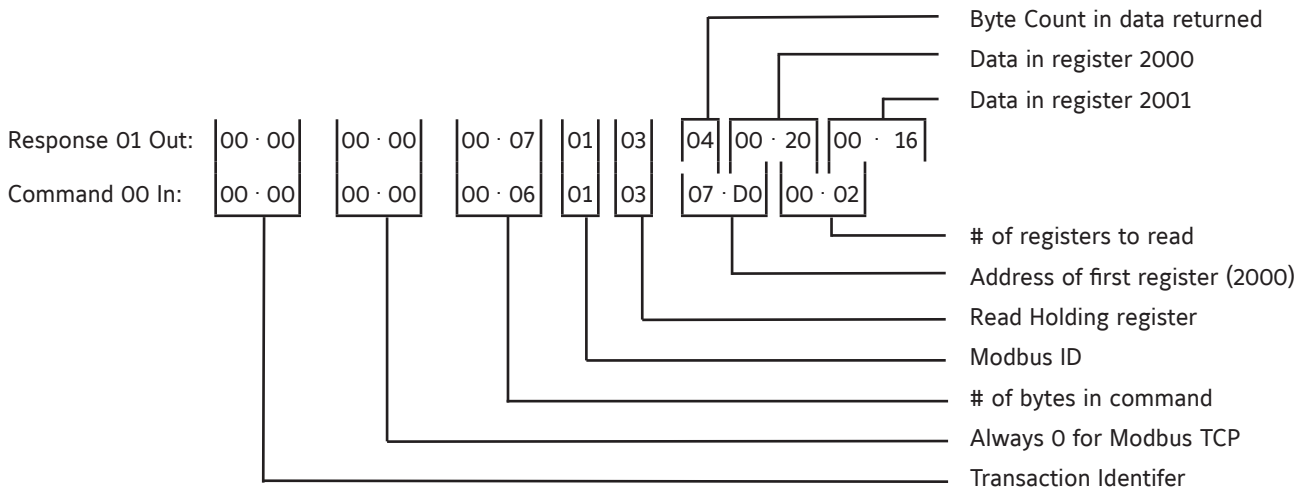 Byte Count in data returned
Data in register 2000
Data in register 2001
Response 01 Out: 00 · 00 00 · 00 00 · 07 01 03 04 00 · 20 00 · 16
Command 00 In: 00 · 00 00 · 00 00 · 06 01 03 07 · D0 00 · 02
# of registers to read
Address of first register (2000)
Read Holding register
Modbus ID
# of bytes in command
Always 0 for Modbus TCP
Transaction Identifer